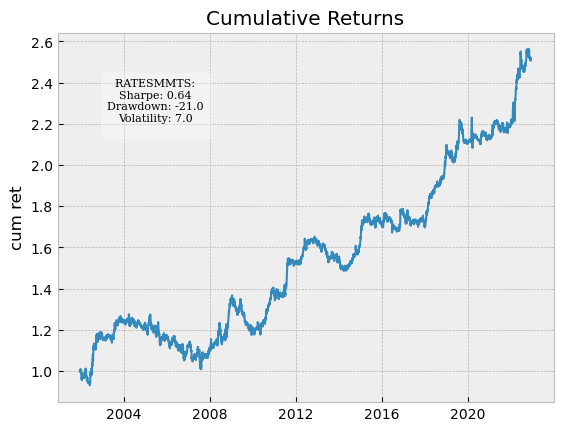 Cumulative Returns
2.6
2.4
2.2
2.0
1.8
1.6
1.4
1.2
1.0
cum ret
RATESMMTS:
Sharpe: 0.64
Drawdown: -21.0
Volatility: 7.0
2004 2008 2012 2016 2020